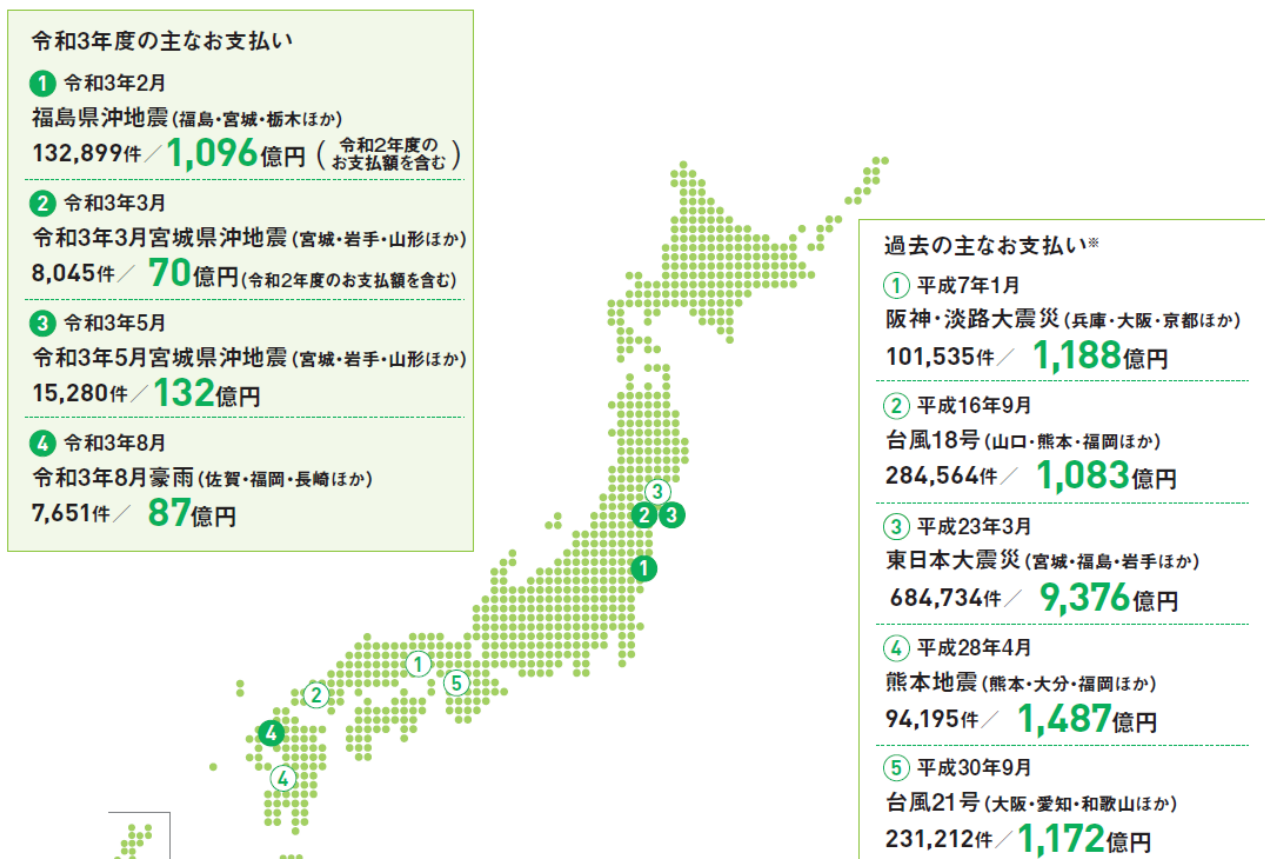 令和3年度の主なお支払い
1 令和3年2月
福島県沖地震(福島・宮城・栃木ほか)
132,899件／1,096億円(令和2年度のお支払額を含む)
2 令和3年3月
令和3年3月宮城県沖地震(宮城・岩手・山形ほか)
8,045件／70億円(令和2年度のお支払額を含む)
3 令和3年5月
令和3年5月宮城県沖地震(宮城・岩手・山形ほか)
15,280件／132億円
4 令和3年8月
令和3年8月豪雨(佐賀・福岡・長崎ほか)
7,651件／87億円
過去の主なお支払い※
1 平成7年1月
阪神・淡路大震災(兵庫・大阪・京都ほか)
101,535件／1,188億円
2 平成16年9月
台風18号(山口・熊本・福岡ほか)
284,564件／1,083億円
3 平成23年3月
東日本大震災(宮城・福島・岩手ほか)
684,734件／9,376億円
4 平成28年4月
熊本地震(熊本・大分・福岡ほか)
94,195件／1,487億円
5 平成30年9月
台風21号(大阪・愛知・和歌山ほか)
231,212件／1,172億円
3
2 3
1
1
5
2
4
4